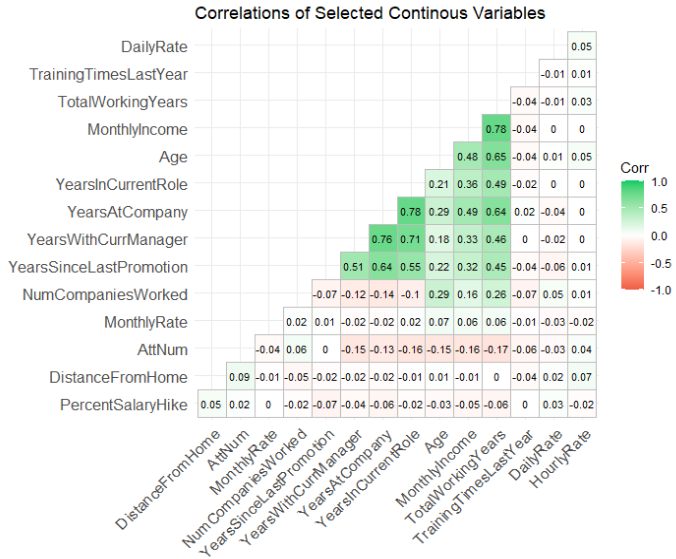 Correlations of Selected Continous Variables
DailyRate 0.05
TrainingTimesLastYear -0.01 0.01
TotalWorkingYears -0.04 -0.01 0.03
MonthlyIncome 0.78 -0.04 0 0
Age 0.48 0.65 -0.04 0.01 0.05
YearsInCurrentRole 0.21 0.36 0.49 -0.02 0 0
YearsAtCompany 0.78 0.29 0.49 0.64 0.02 -0.04 0
YearsWithCurrManager 0.76 0.71 0.18 0.33 0.46 0 -0.02 0
YearsSinceLastPromotion 0.51 0.64 0.55 0.22 0.32 0.45 -0.04 -0.06 0.01
NumCompaniesWorked -0.07 -0.12 -0.14 -0.1 0.29 0.16 0.26 -0.07 0.05 0.01
MonthlyRate 0.02 0.01 -0.02 -0.02 0.02 0.07 0.06 0.06 -0.01 -0.03 -0.02
AttNum -0.04 0.06 0 -0.15 -0.13 -0.16 -0.15 -0.16 -0.17 -0.06 -0.03 0.04
DistanceFromHome 0.09 -0.01 -0.05 -0.02 -0.02 -0.02 -0.01 0.01 -0.01 0 -0.04 0.02 0.07
PercentSalaryHike 0.05 0.02 0 -0.02 -0.07 -0.04 -0.06 -0.02 -0.03 -0.05 -0.06 0 0.03 -0.02
DistanceFromHome
AttNum
MonthlyRate
NumCompaniesWorked
YearsSinceLastPromotion
YearsWithCurrManager
YearsAtCompany
YearsInCurrentRole
Age
MonthlyIncome
TotalWorkingYears
TrainingTimesLastYear
DailyRate
HourlyRate
Corr
1.0
0.5
0.0
-0.5
-1.0